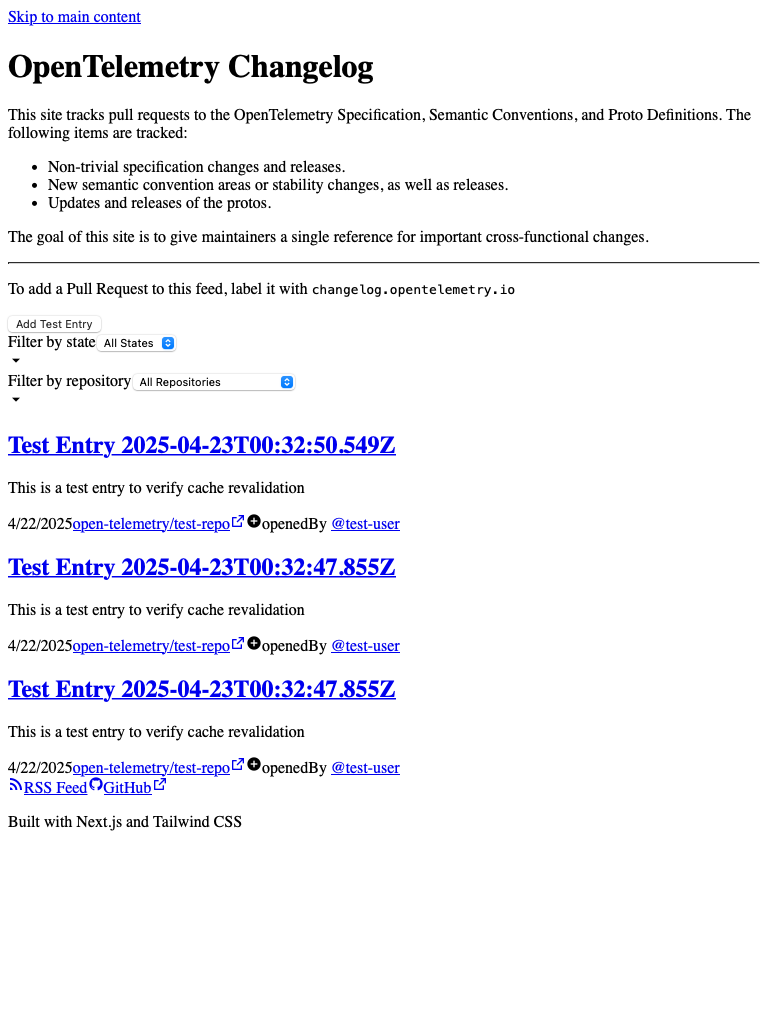 Skip to main content
OpenTelemetry Changelog
This site tracks pull requests to the OpenTelemetry Specification, Semantic Conventions, and Proto Definitions. The
following items are tracked:
Non-trivial specification changes and releases.
New semantic convention areas or stability changes, as well as releases.
Updates and releases of the protos.
The goal of this site is to give maintainers a single reference for important cross-functional changes.
To add a Pull Request to this feed, label it with changelog.opentelemetry.io
Add Test Entry
Filter by state All States
Filter by repository All Repositories
Test Entry 2025-04-23T00:32:50.549Z
This is a test entry to verify cache revalidation
4/22/2025open-telemetry/test-repo openedBy @test-user
Test Entry 2025-04-23T00:32:47.855Z
This is a test entry to verify cache revalidation
4/22/2025open-telemetry/test-repo openedBy @test-user
Test Entry 2025-04-23T00:32:47.855Z
This is a test entry to verify cache revalidation
4/22/2025open-telemetry/test-repo openedBy @test-user
RSS Feed GitHub
Built with Next.js and Tailwind CSS